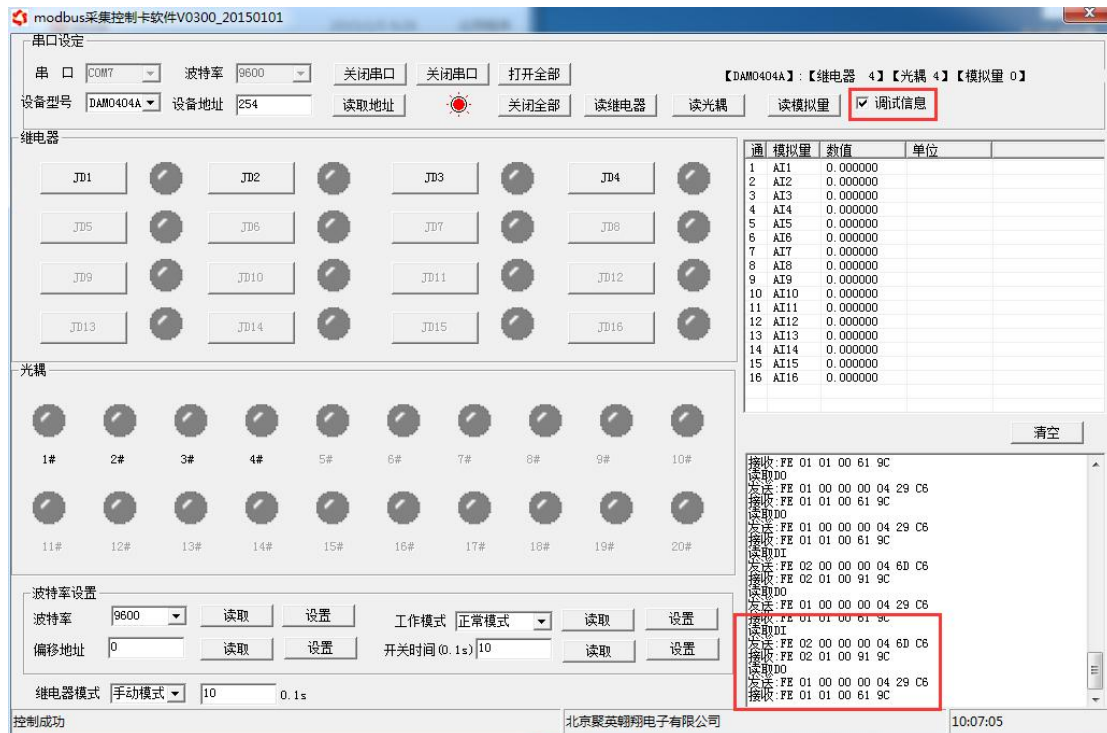 modbus采集控制卡软件V0300_20150101
串口设定
串 口 COM7 波特率 9600 关闭串口 关闭串口 打开全部 【DAM0404A】:【继电器 4】【光耦 4】【模拟量 0】
设备型号 DAM0404A 设备地址 254 读取地址 关闭全部 读继电器 读光耦 读模拟量 调试信息
继电器
JD1 JD2 JD3 JD4
JD5 JD6 JD7 JD8
JD9 JD10 JD11 JD12
JD13 JD14 JD15 JD16
通 模拟量 数值 单位
1 AI1 0.000000
2 AI2 0.000000
3 AI3 0.000000
4 AI4 0.000000
5 AI5 0.000000
6 AI6 0.000000
7 AI7 0.000000
8 AI8 0.000000
9 AI9 0.000000
10 AI10 0.000000
11 AI11 0.000000
12 AI12 0.000000
13 AI13 0.000000
14 AI14 0.000000
15 AI15 0.000000
16 AI16 0.000000
光耦
1# 2# 3# 4# 5# 6# 7# 8# 9# 10#
11# 12# 13# 14# 15# 16# 17# 18# 19# 20#
清空
接收:FE 01 01 00 61 9C
读取DO
发送:FE 01 00 00 00 04 29 C6
接收:FE 01 01 00 61 9C
读取DO
发送:FE 01 00 00 00 04 29 C6
接收:FE 01 01 00 61 9C
读取DI
发送:FE 02 00 00 00 04 6D C6
接收:FE 02 01 00 91 9C
读取DO
发送:FE 01 00 00 00 04 29 C6
接收:FE 01 01 00 61 9C
读取DI
发送:FE 02 00 00 00 04 6D C6
接收:FE 02 01 00 91 9C
读取DO
发送:FE 01 00 00 00 04 29 C6
接收:FE 01 01 00 61 9C
波特率设置
波特率 9600 读取 设置 工作模式 正常模式 读取 设置
偏移地址 0 读取 设置 开关时间(0.1s) 10 读取 设置
继电器模式 手动模式 10 0.1s
控制成功 北京聚英翱翔电子有限公司 10:07:05